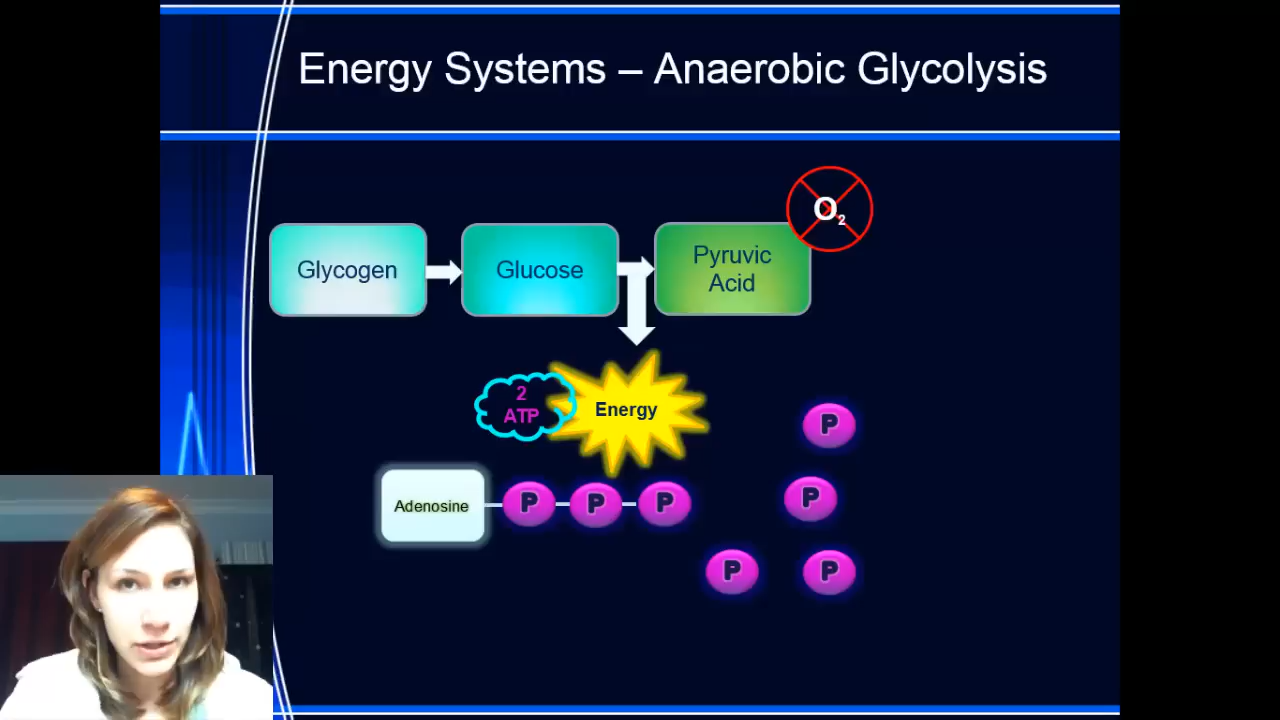 Energy Systems – Anaerobic Glycolysis
O2
Glycogen
Glucose
Pyruvic
Acid
2
ATP
Energy
P
Adenosine
P
P
P
P
P
P